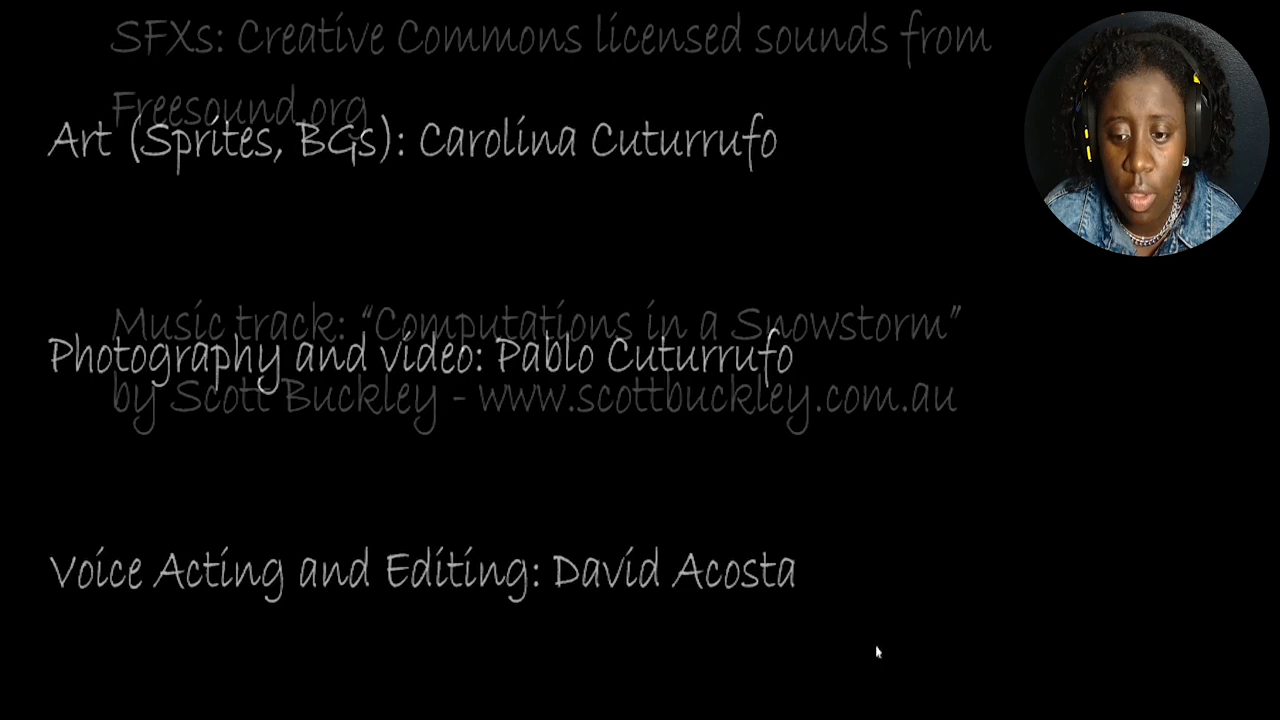 SFXs: Creative Commons licensed sounds from
Freesound.org
Art (Sprites, BGs): Carolina Cuturrufo
Music track: “Computations in a Snowstorm”
Photography and video: Pablo Cuturrufo
by Scott Buckley - www.scottbuckley.com.au
Voice Acting and Editing: David Acosta